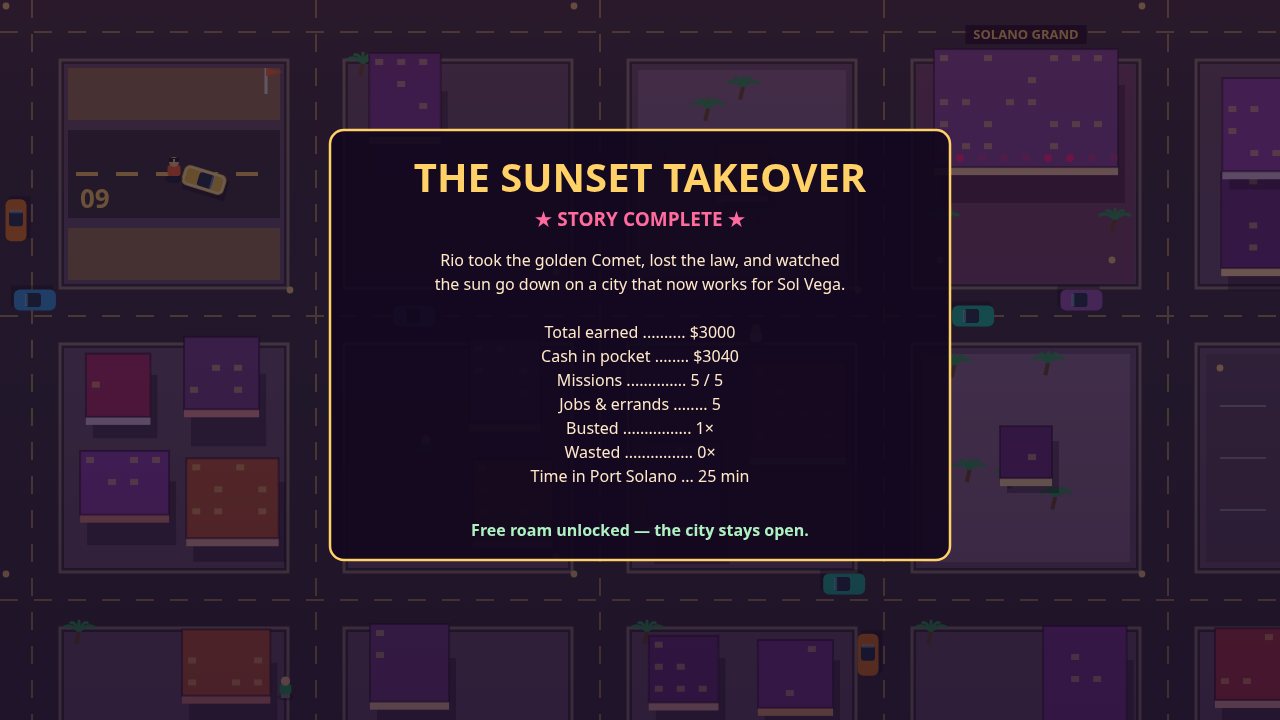 SOLANO GRAND
09
THE SUNSET TAKEOVER
★ STORY COMPLETE ★
Rio took the golden Comet, lost the law, and watched
the sun go down on a city that now works for Sol Vega.
Total earned .......... $3000
Cash in pocket ........ $3040
Missions .............. 5 / 5
Jobs & errands ........ 5
Busted ................ 1×
Wasted ................ 0×
Time in Port Solano ... 25 min
Free roam unlocked — the city stays open.